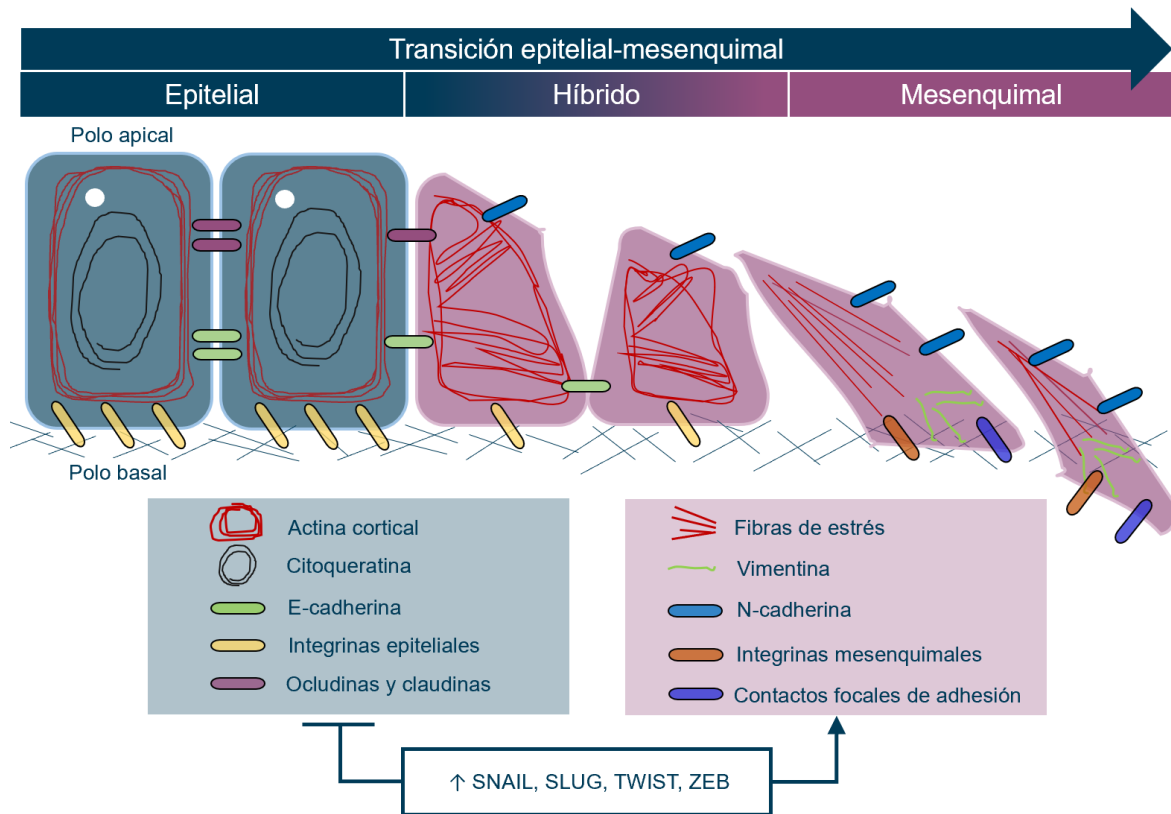 Transición epitelial-mesenquimal
Epitelial
Híbrido
Mesenquimal
Polo apical
Polo basal
Actina cortical
Citoqueratina
E-cadherina
Integrinas epiteliales
Ocludinas y claudinas
Fibras de estrés
Vimentina
N-cadherina
Integrinas mesenquimales
Contactos focales de adhesión
↑ SNAIL, SLUG, TWIST, ZEB